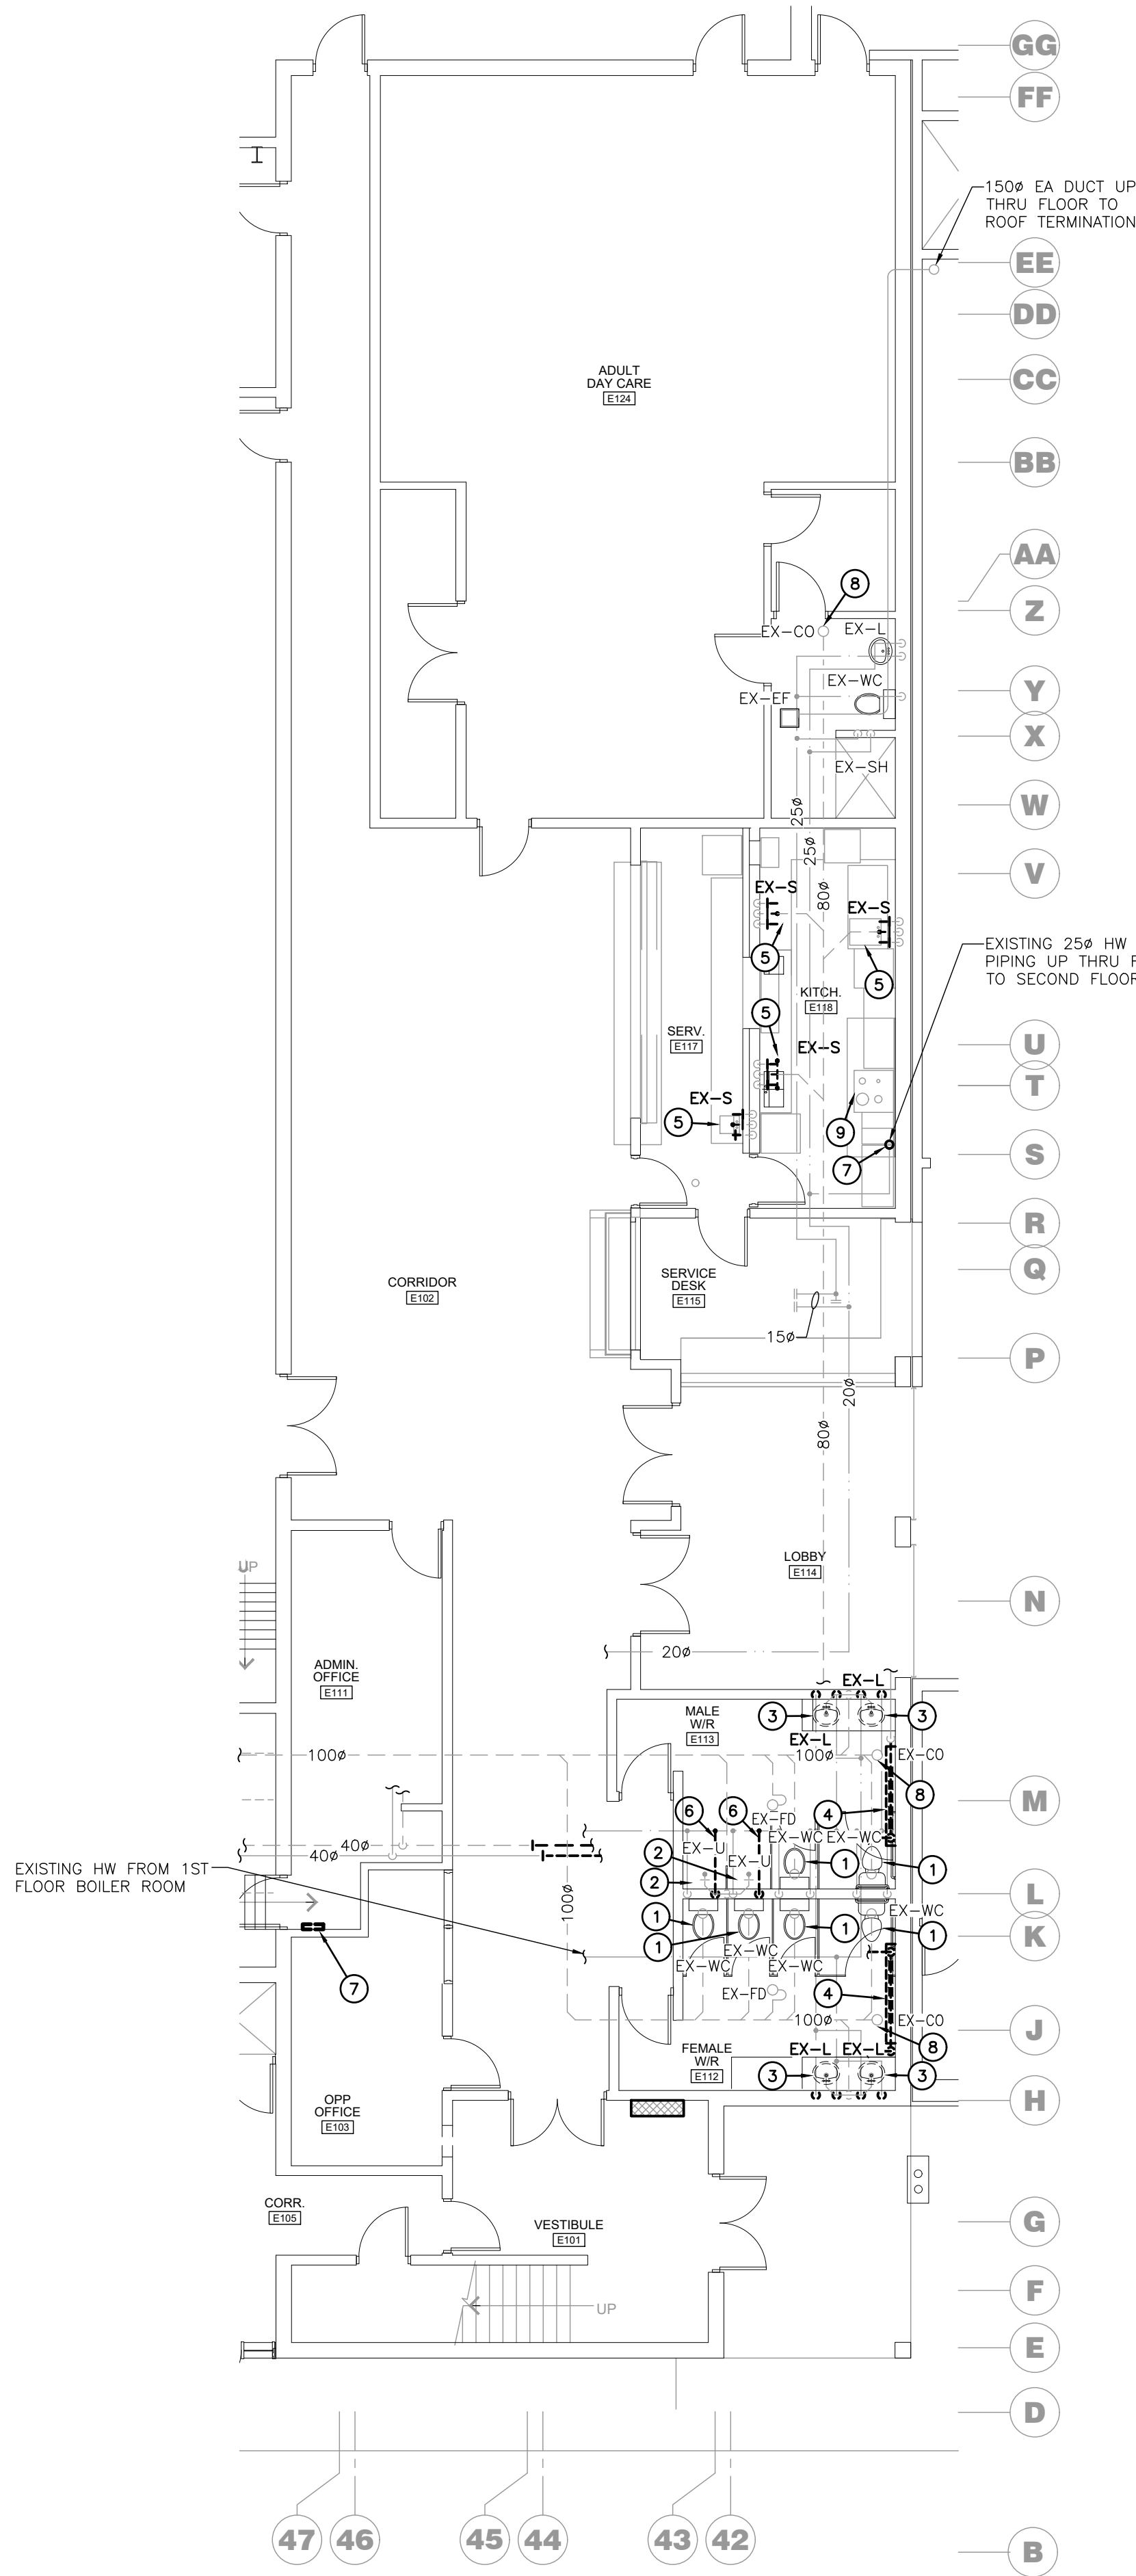 GG
FF
150ø EA DUCT UP
THRU FLOOR TO
ROOF TERMINATION
EE
DD
CC
ADULT
DAY CARE
E124
BB
AA
Z
8
EX-CO
EX-L
EX-WC
Y
EX-EF
X
EX-SH
W
25ø
25ø
80ø
V
EX-S
EX-S
5
5
EXISTING 25ø HW
PIPING UP THRU F
TO SECOND FLOOR
KITCH.
E118
5
SERV.
E117
EX-S
U
T
EX-S
5
9
7
S
R
Q
CORRIDOR
E102
SERVICE
DESK
E115
15ø
P
20ø
80ø
LOBBY
E114
UP
N
20ø
ADMIN.
OFFICE
E111
EX-L
MALE
W/R
E113
3
3
EX-L
100ø
100ø
EX-CO
8
M
6
6
EX-FD
4
EX-U
EX-WC
EX-WC
40ø
40ø
2
EX-U
1
1
EXISTING HW FROM 1ST
FLOOR BOILER ROOM
2
L
100ø
EX-WC
1
1
1
1
K
EX-WC
EX-WC
EX-WC
7
EX-FD
4
100ø
EX-CO
J
8
FEMALE
W/R
E112
EX-L
EX-L
3
3
OPP
OFFICE
E103
H
CORR.
E105
VESTIBULE
E101
G
F
UP
E
D
47
46
45
44
43
42
B